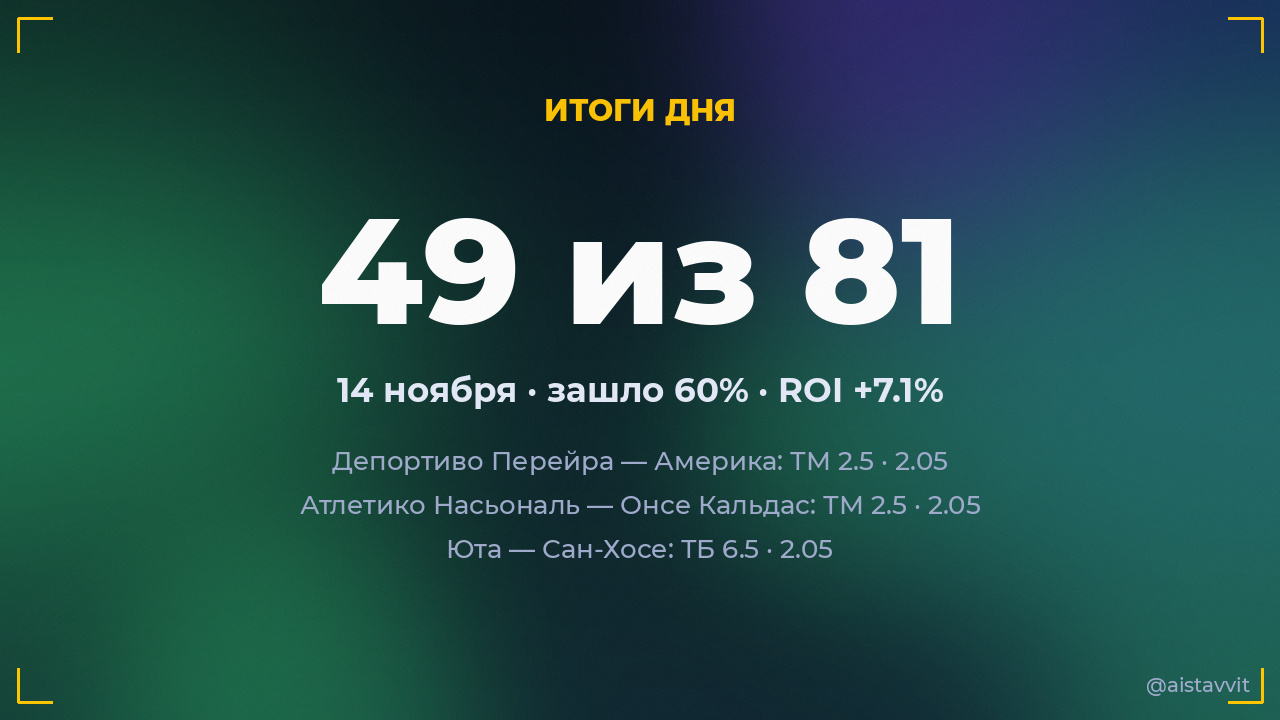 ИТОГИ ДНЯ
49 из 81
14 ноября · зашло 60% · ROI +7.1%
Депортиво Перейра — Америка: ТМ 2.5 · 2.05
Атлетико Насьональ — Онсе Кальдас: ТМ 2.5 · 2.05
Юта — Сан-Хосе: ТБ 6.5 · 2.05
@aistavvit